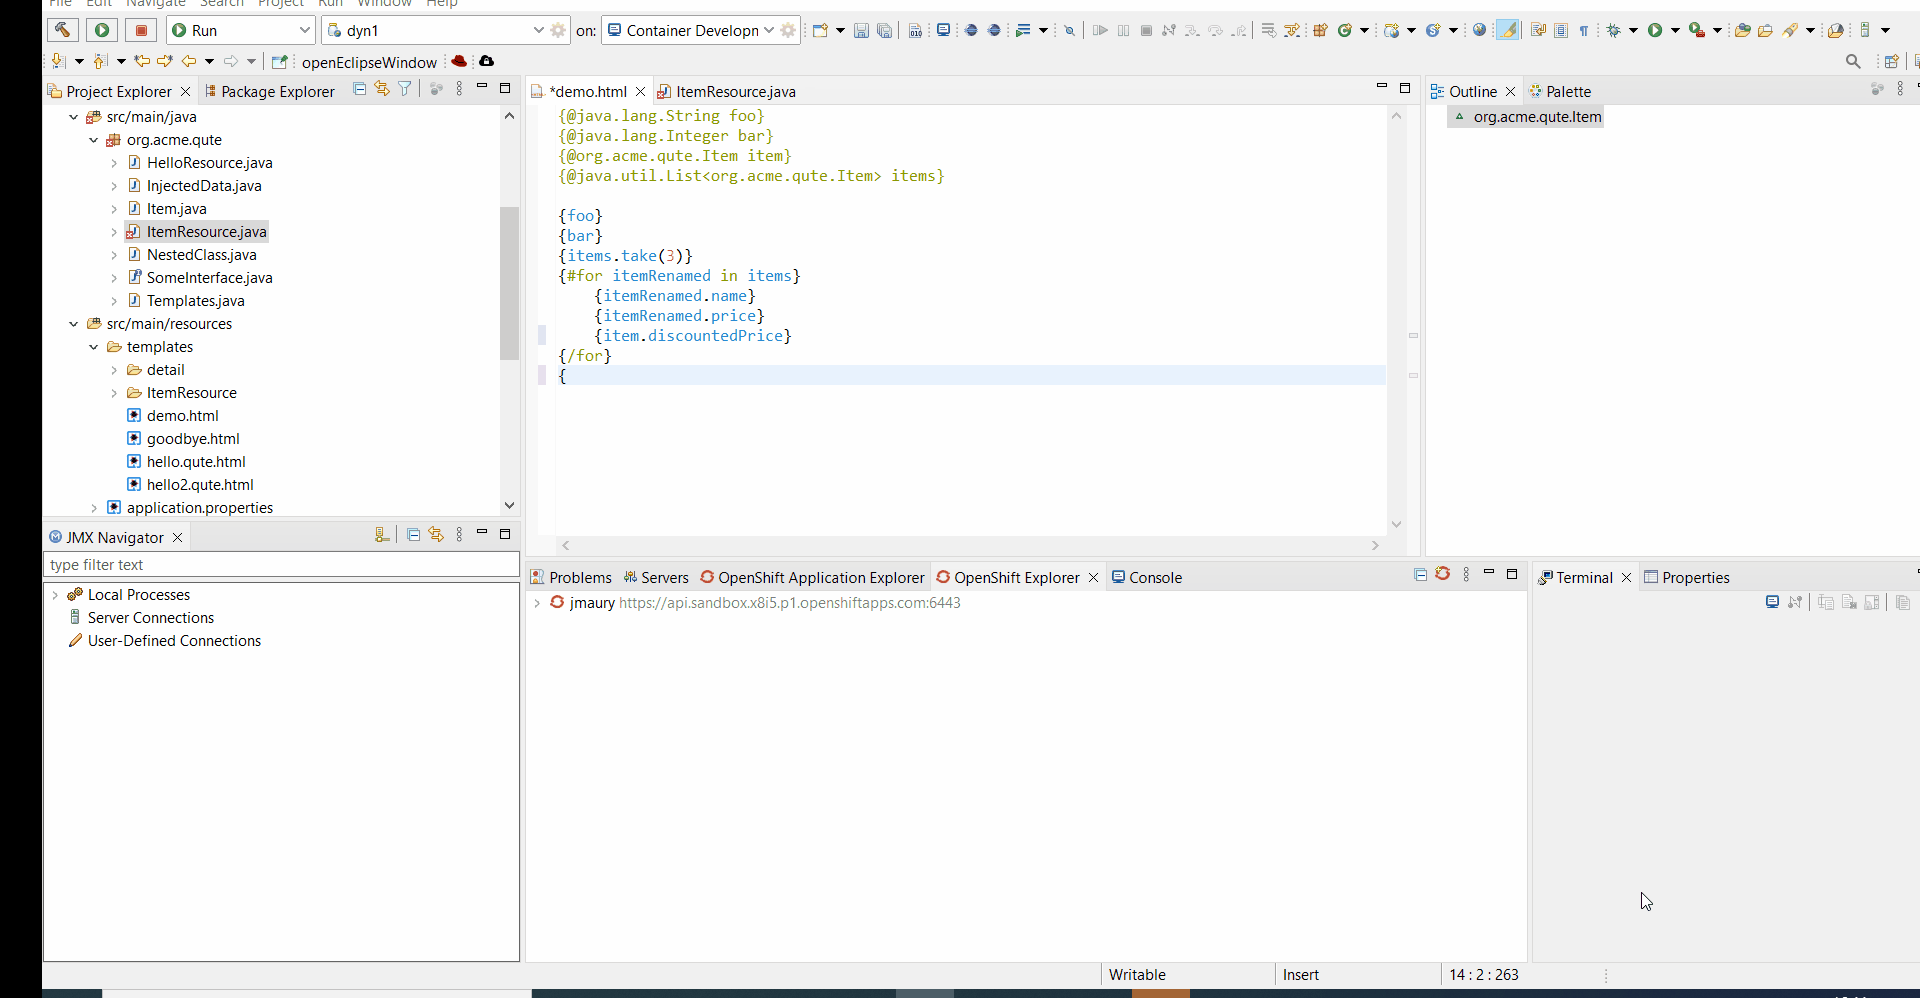 File Edit Navigate Search Project Run Window Help
Run dyn1 on: Container Developn
openEclipseWindow
Project Explorer Package Explorer
src/main/java
org.acme.qute
HelloResource.java
InjectedData.java
Item.java
ItemResource.java
NestedClass.java
SomeInterface.java
Templates.java
src/main/resources
templates
detail
ItemResource
demo.html
goodbye.html
hello.qute.html
hello2.qute.html
application.properties
*demo.html ItemResource.java
{@java.lang.String foo}
{@java.lang.Integer bar}
{@org.acme.qute.Item item}
{@java.util.List<org.acme.qute.Item> items}
{foo}
{bar}
{items.take(3)}
{#for itemRenamed in items}
{itemRenamed.name}
{itemRenamed.price}
{item.discountedPrice}
{/for}
{
Outline Palette
org.acme.qute.Item
JMX Navigator
type filter text
Local Processes
Server Connections
User-Defined Connections
Problems Servers OpenShift Application Explorer OpenShift Explorer Console
jmaury https://api.sandbox.x8i5.p1.openshiftapps.com:6443
Terminal Properties
Writable Insert 14 : 2 : 263